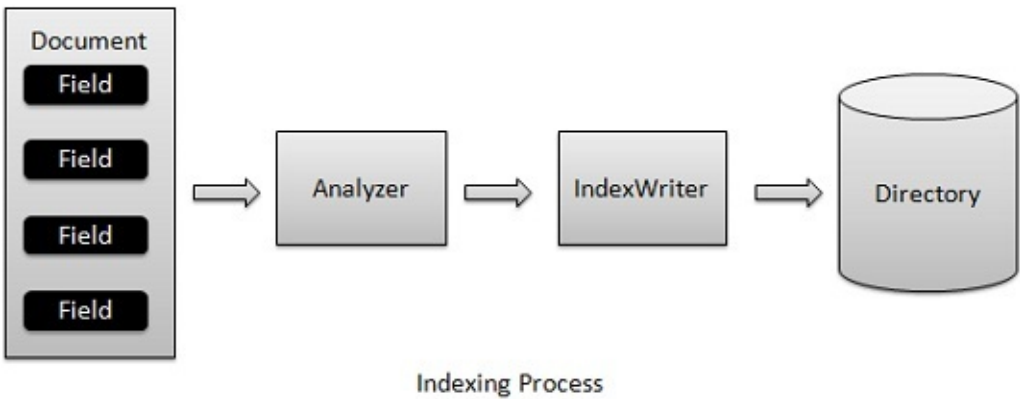 Document
Field
Field
Field
Field
Analyzer
IndexWriter
Directory
Indexing Process